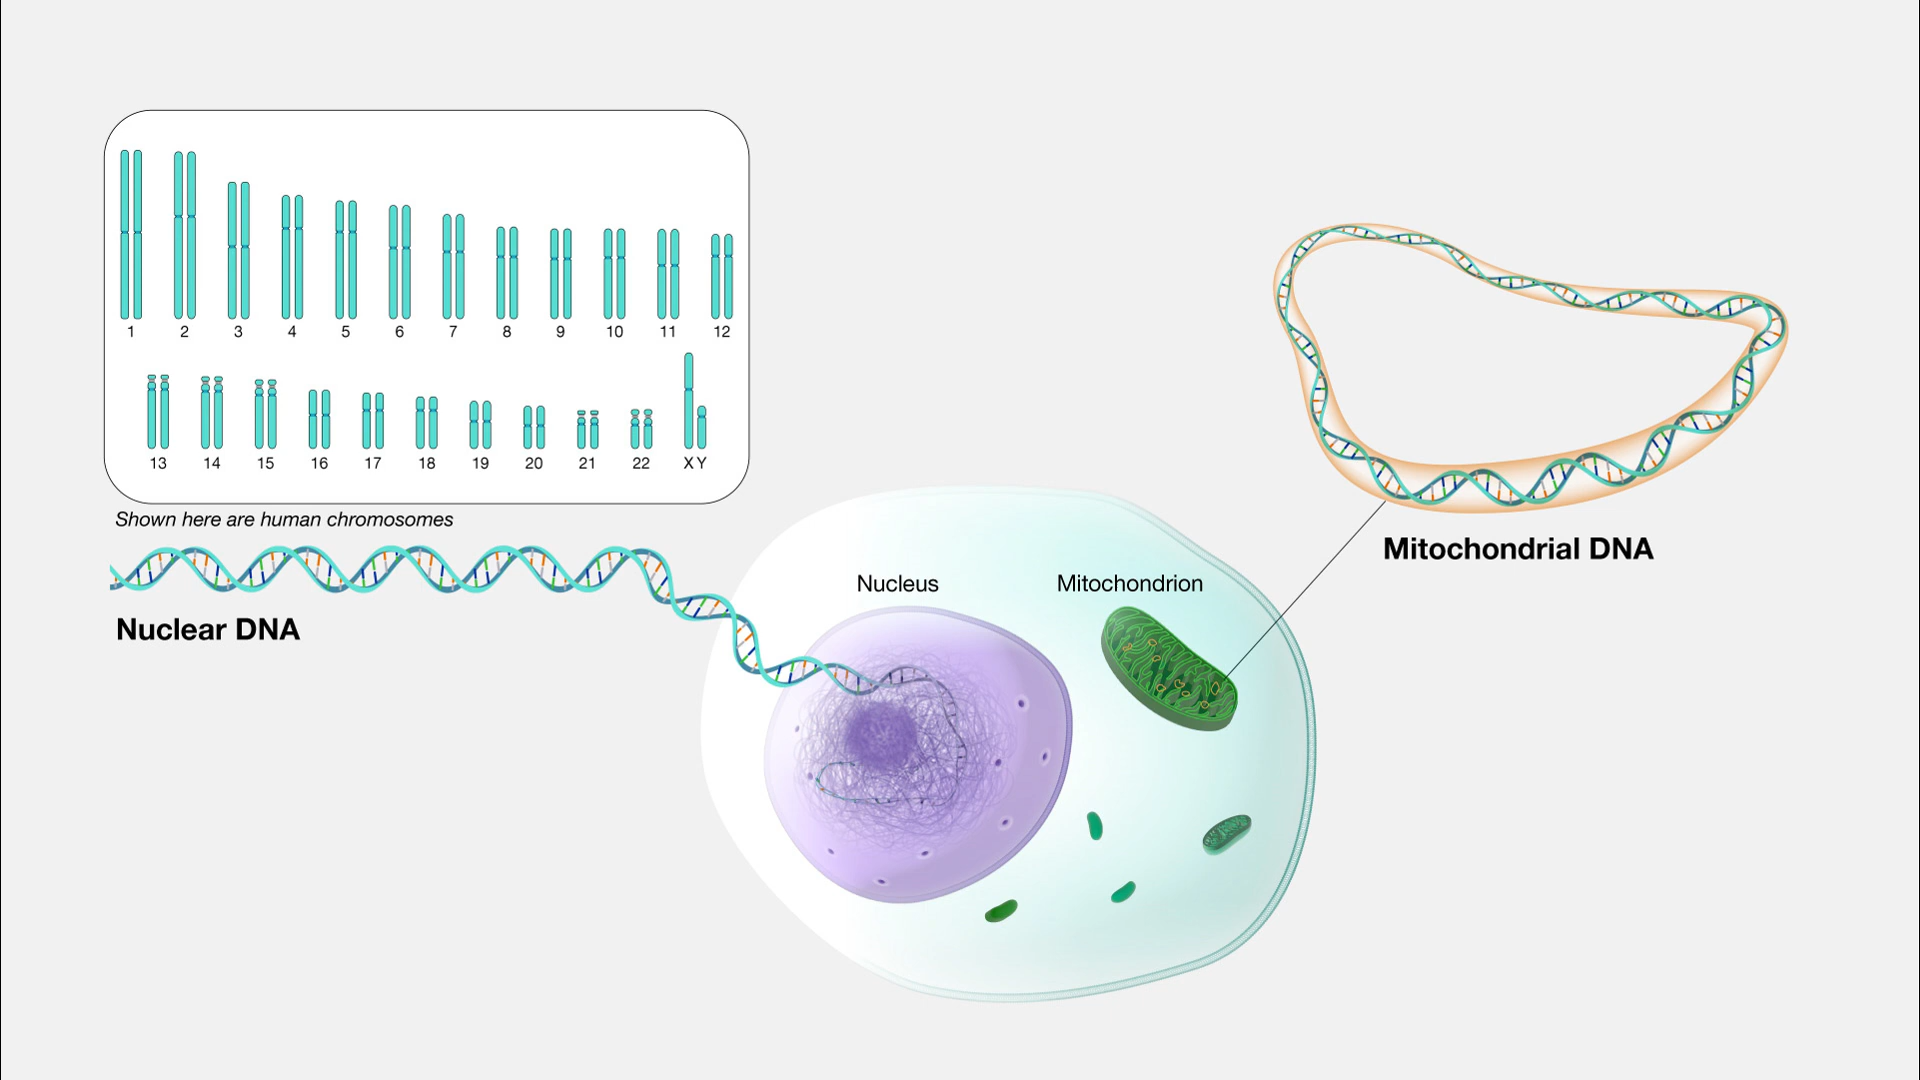 1 2 3 4 5 6 7 8 9 10 11 12
13 14 15 16 17 18 19 20 21 22 X Y
Shown here are human chromosomes
Nuclear DNA
Nucleus
Mitochondrion
Mitochondrial DNA